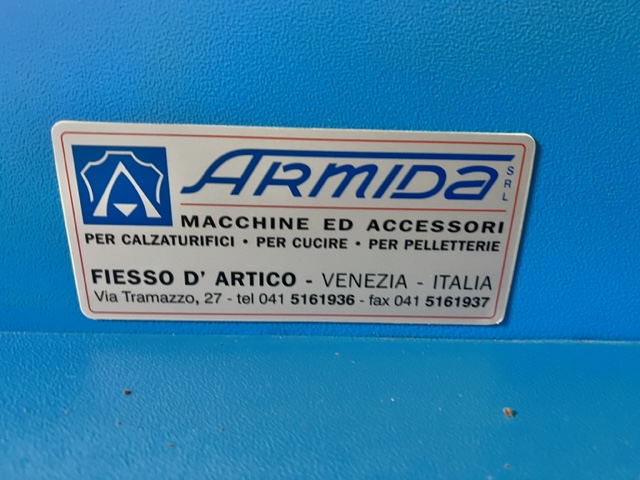 ARMIDA SRL
MACCHINE ED ACCESSORI
PER CALZATURIFICI • PER CUCIRE • PER PELLETTERIE
FIESSO D' ARTICO - VENEZIA - ITALIA
Via Tramazzo, 27 - tel 041 5161936 - fax 041 5161937